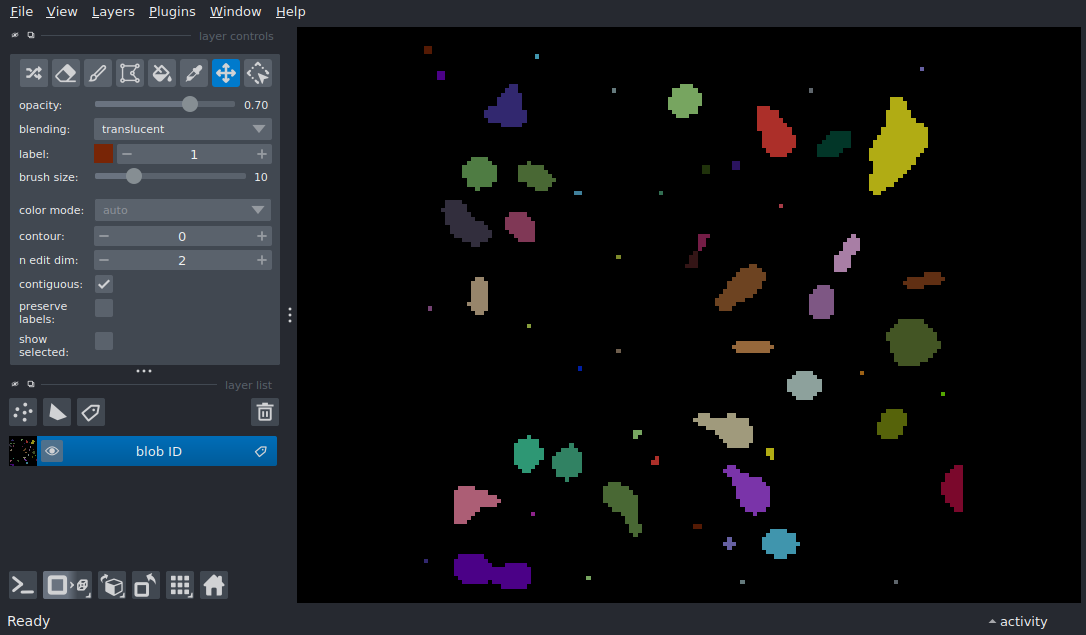 File View Layers Plugins Window Help
layer controls
opacity: 0.70
blending: translucent
label: 1
brush size: 10
color mode: auto
contour: 0
n edit dim: 2
contiguous:
preserve
labels:
show
selected:
layer list
blob ID
Ready
activity